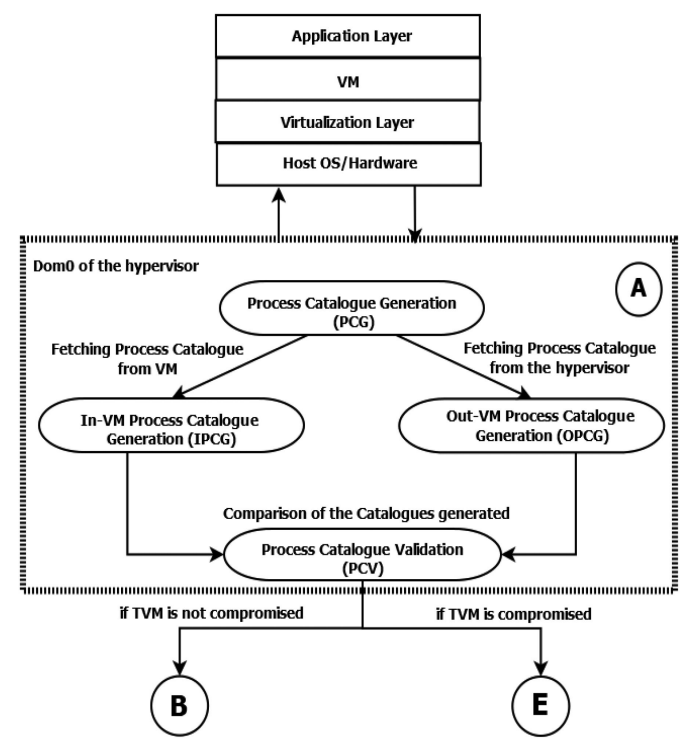 Application Layer
VM
Virtualization Layer
Host OS/Hardware
Dom0 of the hypervisor
A
Process Catalogue Generation
(PCG)
Fetching Process Catalogue
from VM
Fetching Process Catalogue
from the hypervisor
In-VM Process Catalogue
Generation (IPCG)
Out-VM Process Catalogue
Generation (OPCG)
Comparison of the Catalogues generated
Process Catalogue Validation
(PCV)
if TVM is not compromised
if TVM is compromised
B
E